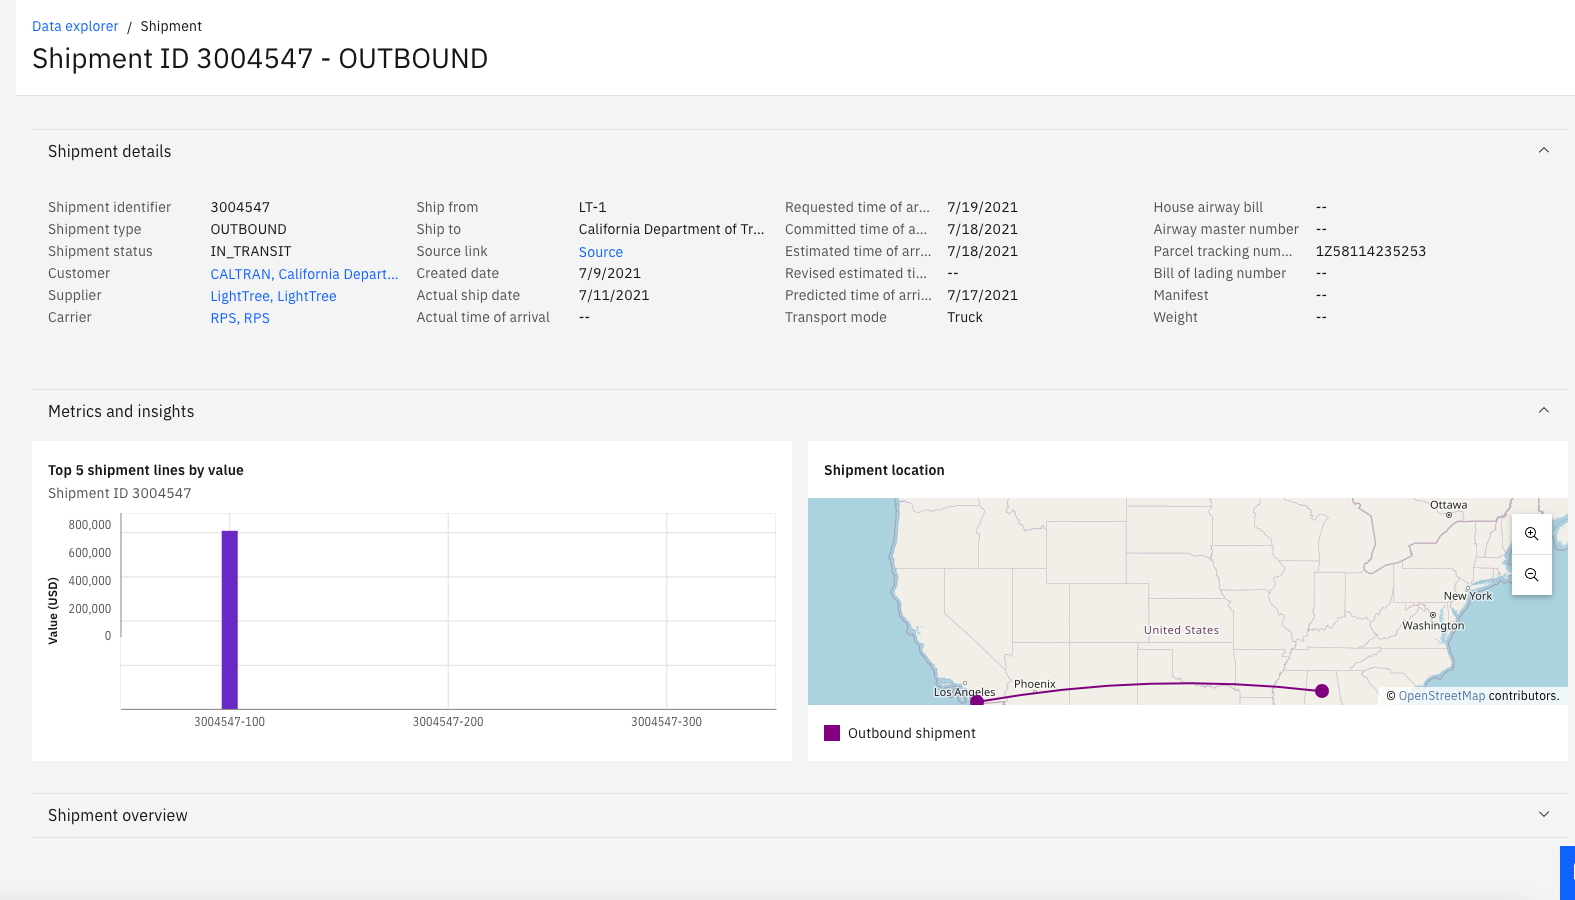 Data explorer / Shipment
Shipment ID 3004547 - OUTBOUND
Shipment details
Shipment identifier 3004547
Shipment type OUTBOUND
Shipment status IN_TRANSIT
Customer CALTRAN, California Depart...
Supplier LightTree, LightTree
Carrier RPS, RPS
Ship from LT-1
Ship to California Department of Tr...
Source link Source
Created date 7/9/2021
Actual ship date 7/11/2021
Actual time of arrival --
Requested time of ar... 7/19/2021
Committed time of a... 7/18/2021
Estimated time of arr... 7/18/2021
Revised estimated ti... --
Predicted time of arri... 7/17/2021
Transport mode Truck
House airway bill --
Airway master number --
Parcel tracking num... 1Z58114235253
Bill of lading number --
Manifest --
Weight --
Metrics and insights
Top 5 shipment lines by value
Shipment ID 3004547
Value (USD)
800,000
600,000
400,000
200,000
0
3004547-100 3004547-200 3004547-300
Shipment location
Ottawa
New York
Washington
United States
Phoenix
Los Angeles
© OpenStreetMap contributors.
Outbound shipment
Shipment overview